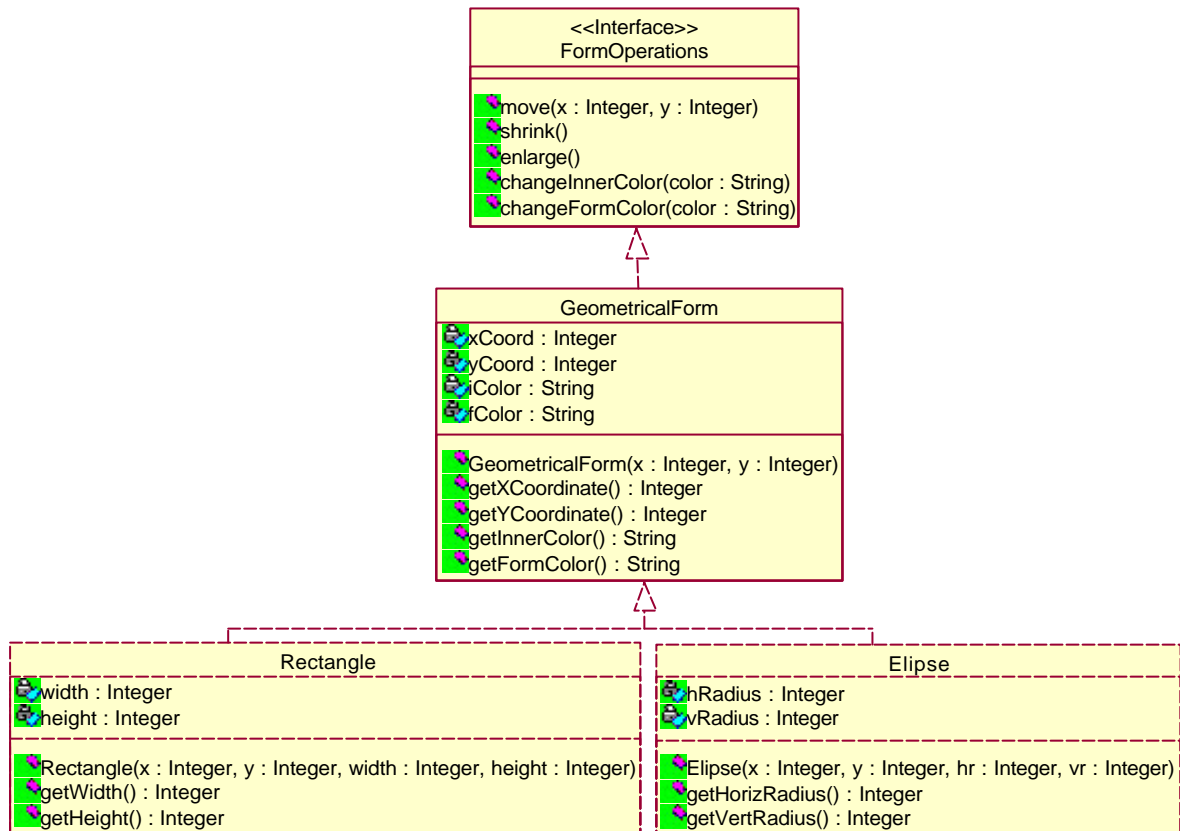 <<Interface>>
FormOperations
move(x : Integer, y : Integer)
shrink()
enlarge()
changeInnerColor(color : String)
changeFormColor(color : String)
GeometricalForm
xCoord : Integer
yCoord : Integer
iColor : String
fColor : String
GeometricalForm(x : Integer, y : Integer)
getXCoordinate() : Integer
getYCoordinate() : Integer
getInnerColor() : String
getFormColor() : String
Rectangle
width : Integer
height : Integer
Rectangle(x : Integer, y : Integer, width : Integer, height : Integer)
getWidth() : Integer
getHeight() : Integer
Elipse
hRadius : Integer
vRadius : Integer
Elipse(x : Integer, y : Integer, hr : Integer, vr : Integer)
getHorizRadius() : Integer
getVertRadius() : Integer